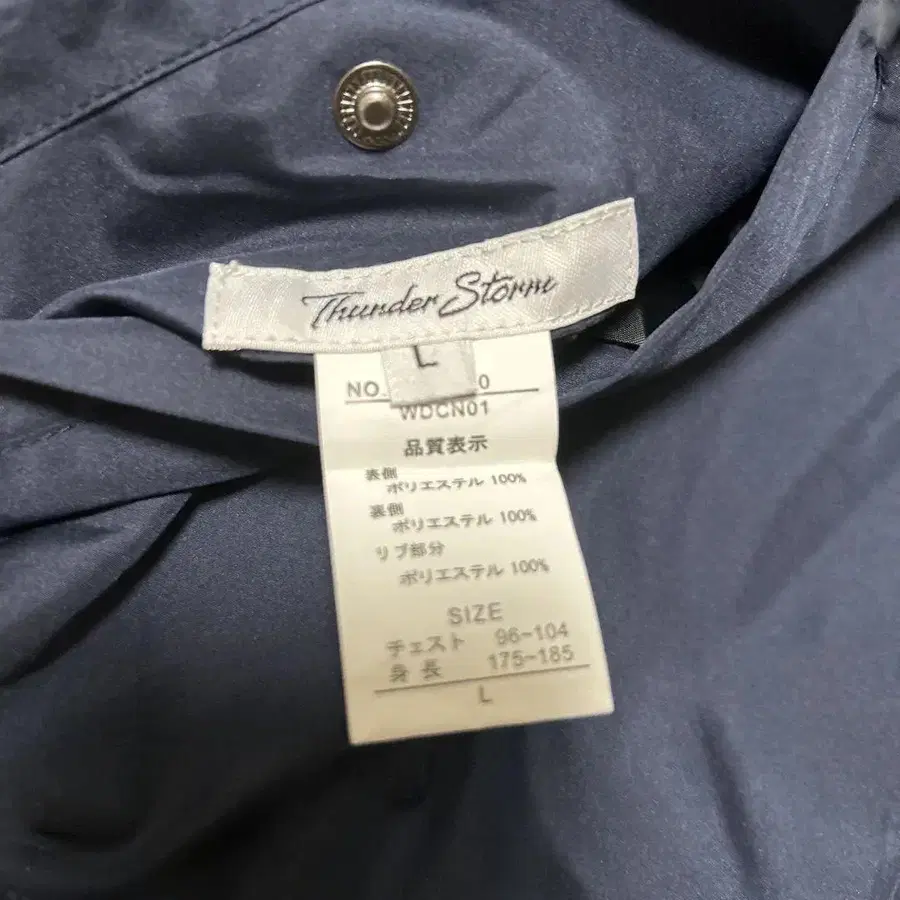 Thunder Storm
L
NO. 0
WDCN01
品質表示
表側
ポリエステル 100%
裏側
ポリエステル 100%
リブ部分
ポリエステル 100%
SIZE
チェスト 96-104
身長 175-185
L